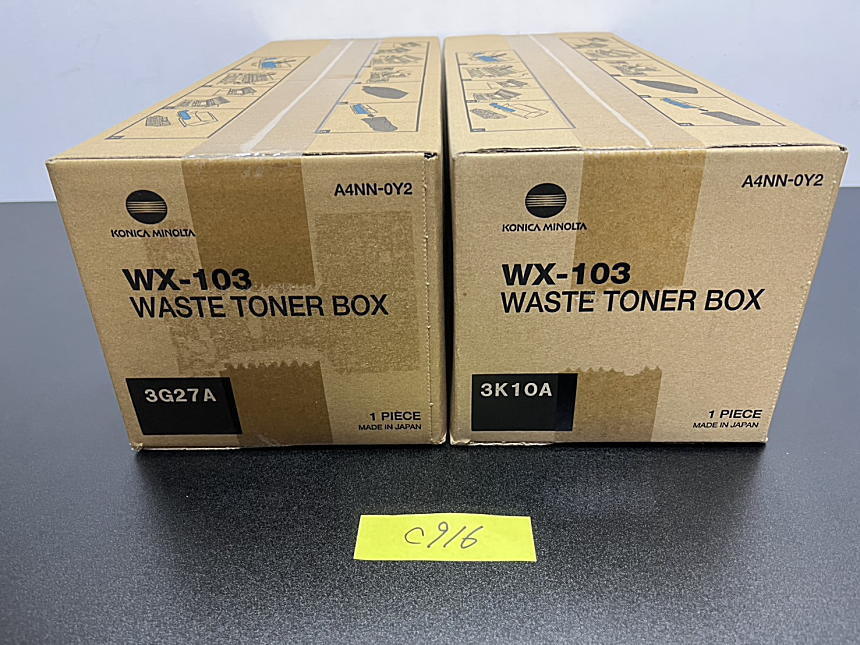 A4NN-0Y2
KONICA MINOLTA
WX-103
WASTE TONER BOX
3G27A
1 PIECE
MADE IN JAPAN
A4NN-0Y2
KONICA MINOLTA
WX-103
WASTE TONER BOX
3K10A
1 PIECE
MADE IN JAPAN
C916